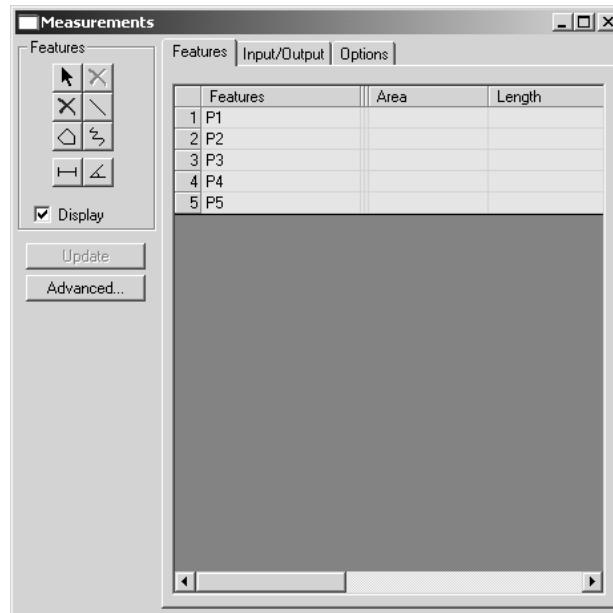 Measurements
Features
Display
Update
Advanced...
Features Input/Output Options
Features Area Length
1 P1
2 P2
3 P3
4 P4
5 P5